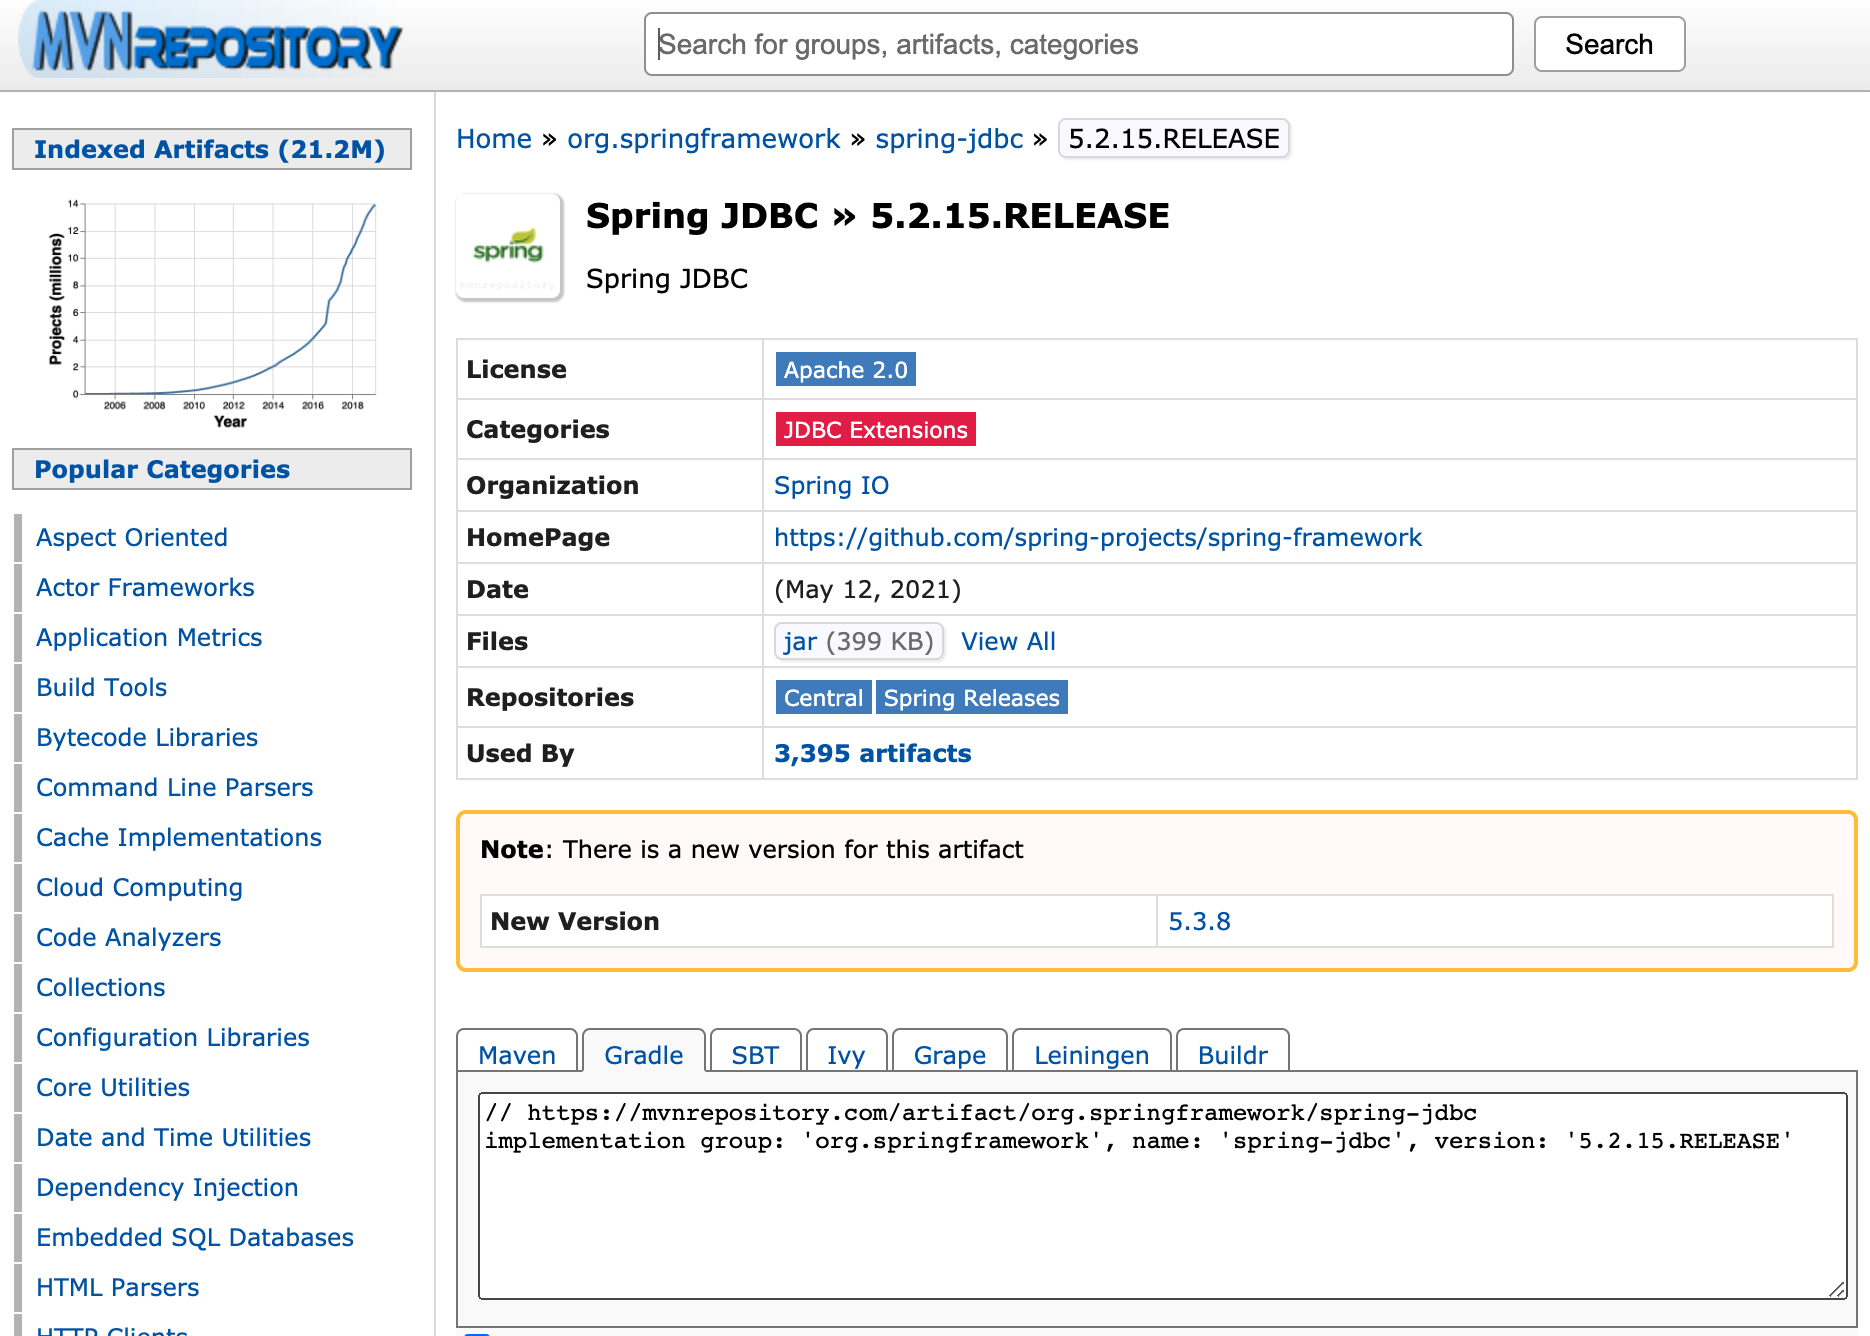 MVNREPOSITORY
Search for groups, artifacts, categories
Search
Indexed Artifacts (21.2M)
Projects (millions)
14
12
10
8
6
4
2
0
2006 2008 2010 2012 2014 2016 2018
Year
Popular Categories
Aspect Oriented
Actor Frameworks
Application Metrics
Build Tools
Bytecode Libraries
Command Line Parsers
Cache Implementations
Cloud Computing
Code Analyzers
Collections
Configuration Libraries
Core Utilities
Date and Time Utilities
Dependency Injection
Embedded SQL Databases
HTML Parsers
HTTP Clients
Home » org.springframework » spring-jdbc » 5.2.15.RELEASE
spring
mvnrepository
Spring JDBC » 5.2.15.RELEASE
Spring JDBC
License Apache 2.0
Categories JDBC Extensions
Organization Spring IO
HomePage https://github.com/spring-projects/spring-framework
Date (May 12, 2021)
Files jar (399 KB) View All
Repositories Central Spring Releases
Used By 3,395 artifacts
Note: There is a new version for this artifact
New Version 5.3.8
Maven Gradle SBT Ivy Grape Leiningen Buildr
// https://mvnrepository.com/artifact/org.springframework/spring-jdbc
implementation group: 'org.springframework', name: 'spring-jdbc', version: '5.2.15.RELEASE'